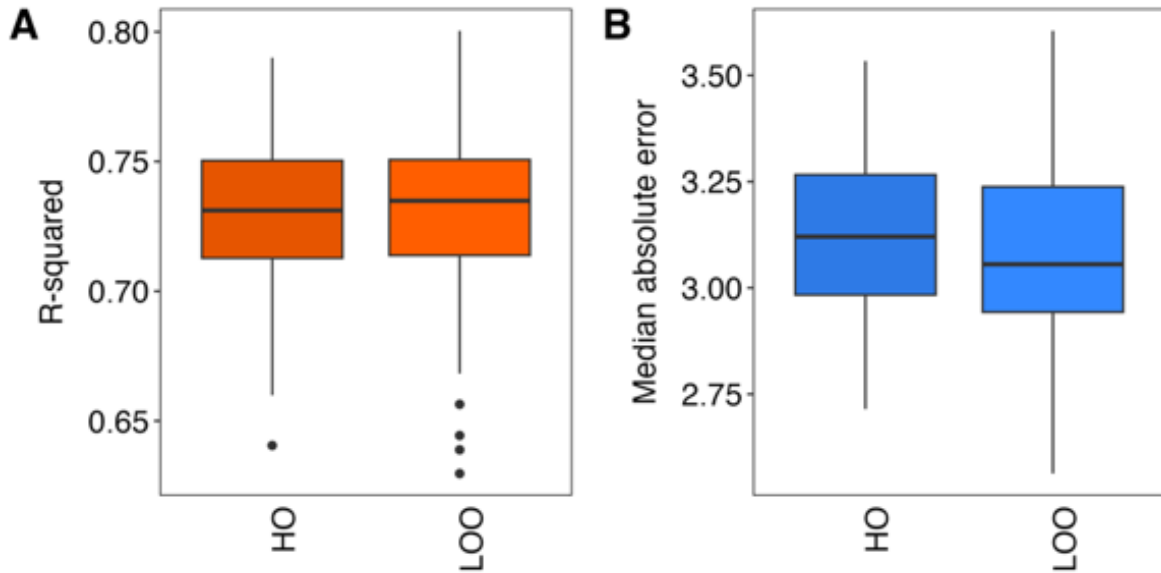 A
R-squared
0.80
0.75
0.70
0.65
HO
LOO
B
Median absolute error
3.50
3.25
3.00
2.75
HO
LOO